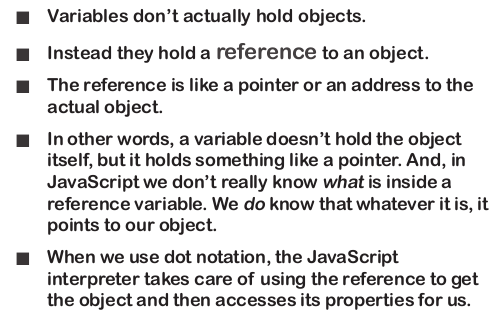 ■ Variables don't actually hold objects.
■ Instead they hold a reference to an object.
■ The reference is like a pointer or an address to the
actual object.
■ In other words, a variable doesn't hold the object
itself, but it holds something like a pointer. And, in
JavaScript we don't really know what is inside a
reference variable. We do know that whatever it is, it
points to our object.
■ When we use dot notation, the JavaScript
interpreter takes care of using the reference to get
the object and then accesses its properties for us.